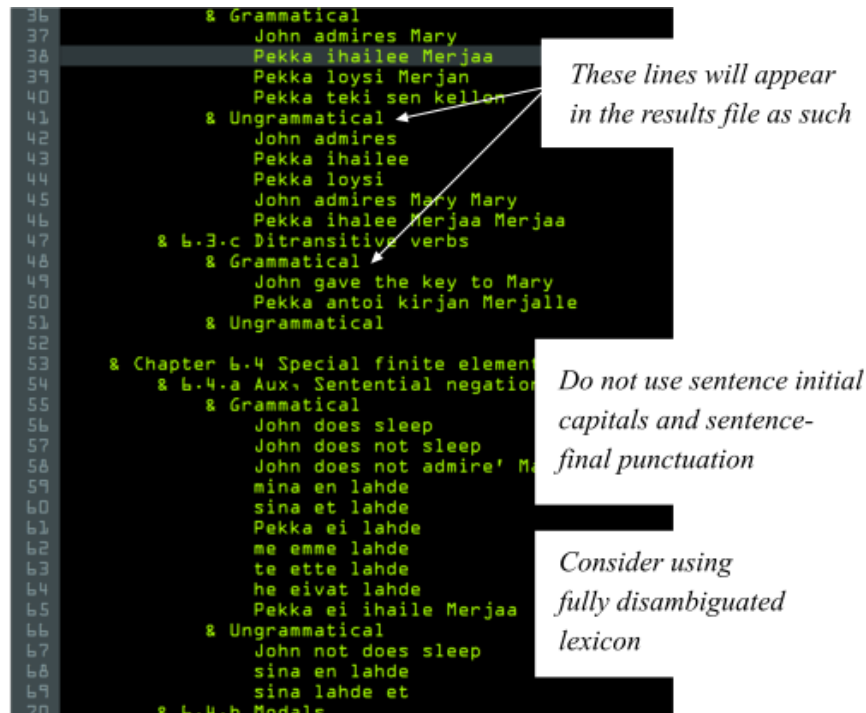 36 & Grammatical
37 John admires Mary
38 Pekka ihailee Merjaa
39 Pekka loysi Merjan
40 Pekka teki sen kellon
41 & Ungrammatical
42 John admires
43 Pekka ihailee
44 Pekka loysi
45 John admires Mary Mary
46 Pekka ihalee Merjaa Merjaa
47 & 6.3.c Ditransitive verbs
48 & Grammatical
49 John gave the key to Mary
50 Pekka antoi kirjan Merjalle
51 & Ungrammatical
52
53 & Chapter 6.4 Special finite element
54 & 6.4.a Aux, Sentential negation
55 & Grammatical
56 John does sleep
57 John does not sleep
58 John does not admire'
59 mina en lahde
60 sina et lahde
61 Pekka ei lahde
62 me emme lahde
63 te ette lahde
64 he eivat lahde
65 Pekka ei ihaile Merjaa
66 & Ungrammatical
67 John not does sleep
68 sina en lahde
69 sina lahde et
70 & 6.4.b Modals
These lines will appear
in the results file as such
Do not use sentence initial
capitals and sentence-
final punctuation
Consider using
fully disambiguated
lexicon